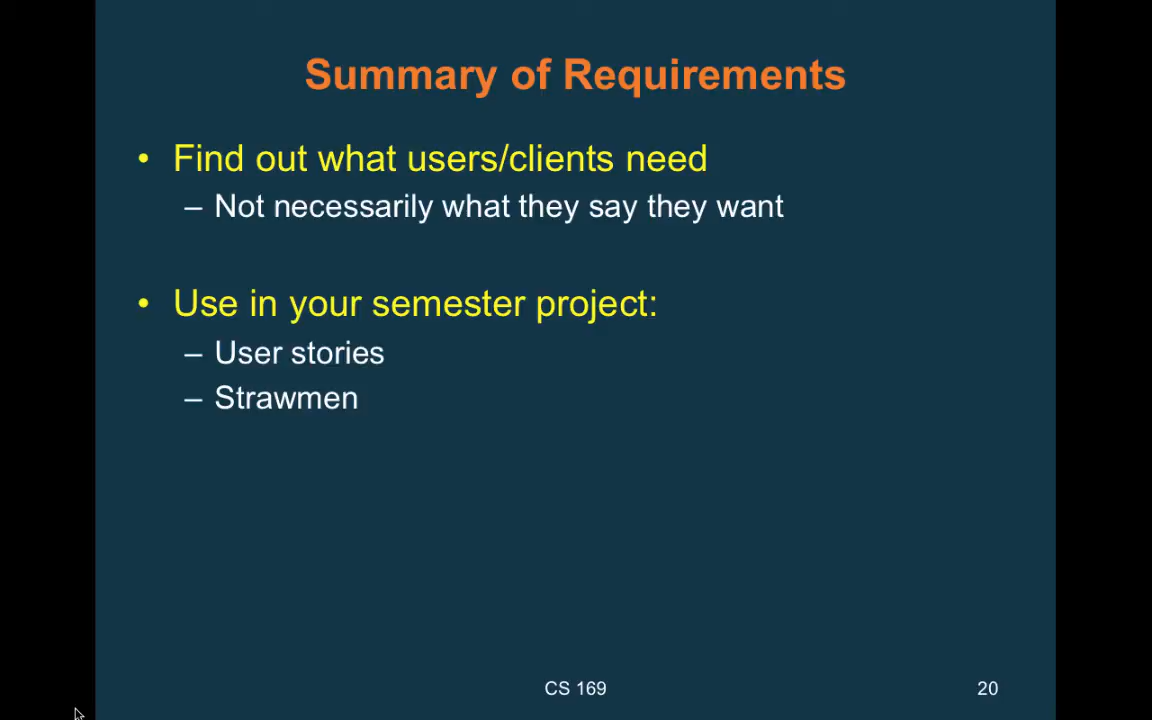 Summary of Requirements
• Find out what users/clients need
– Not necessarily what they say they want
• Use in your semester project:
– User stories
– Strawmen
CS 169
20